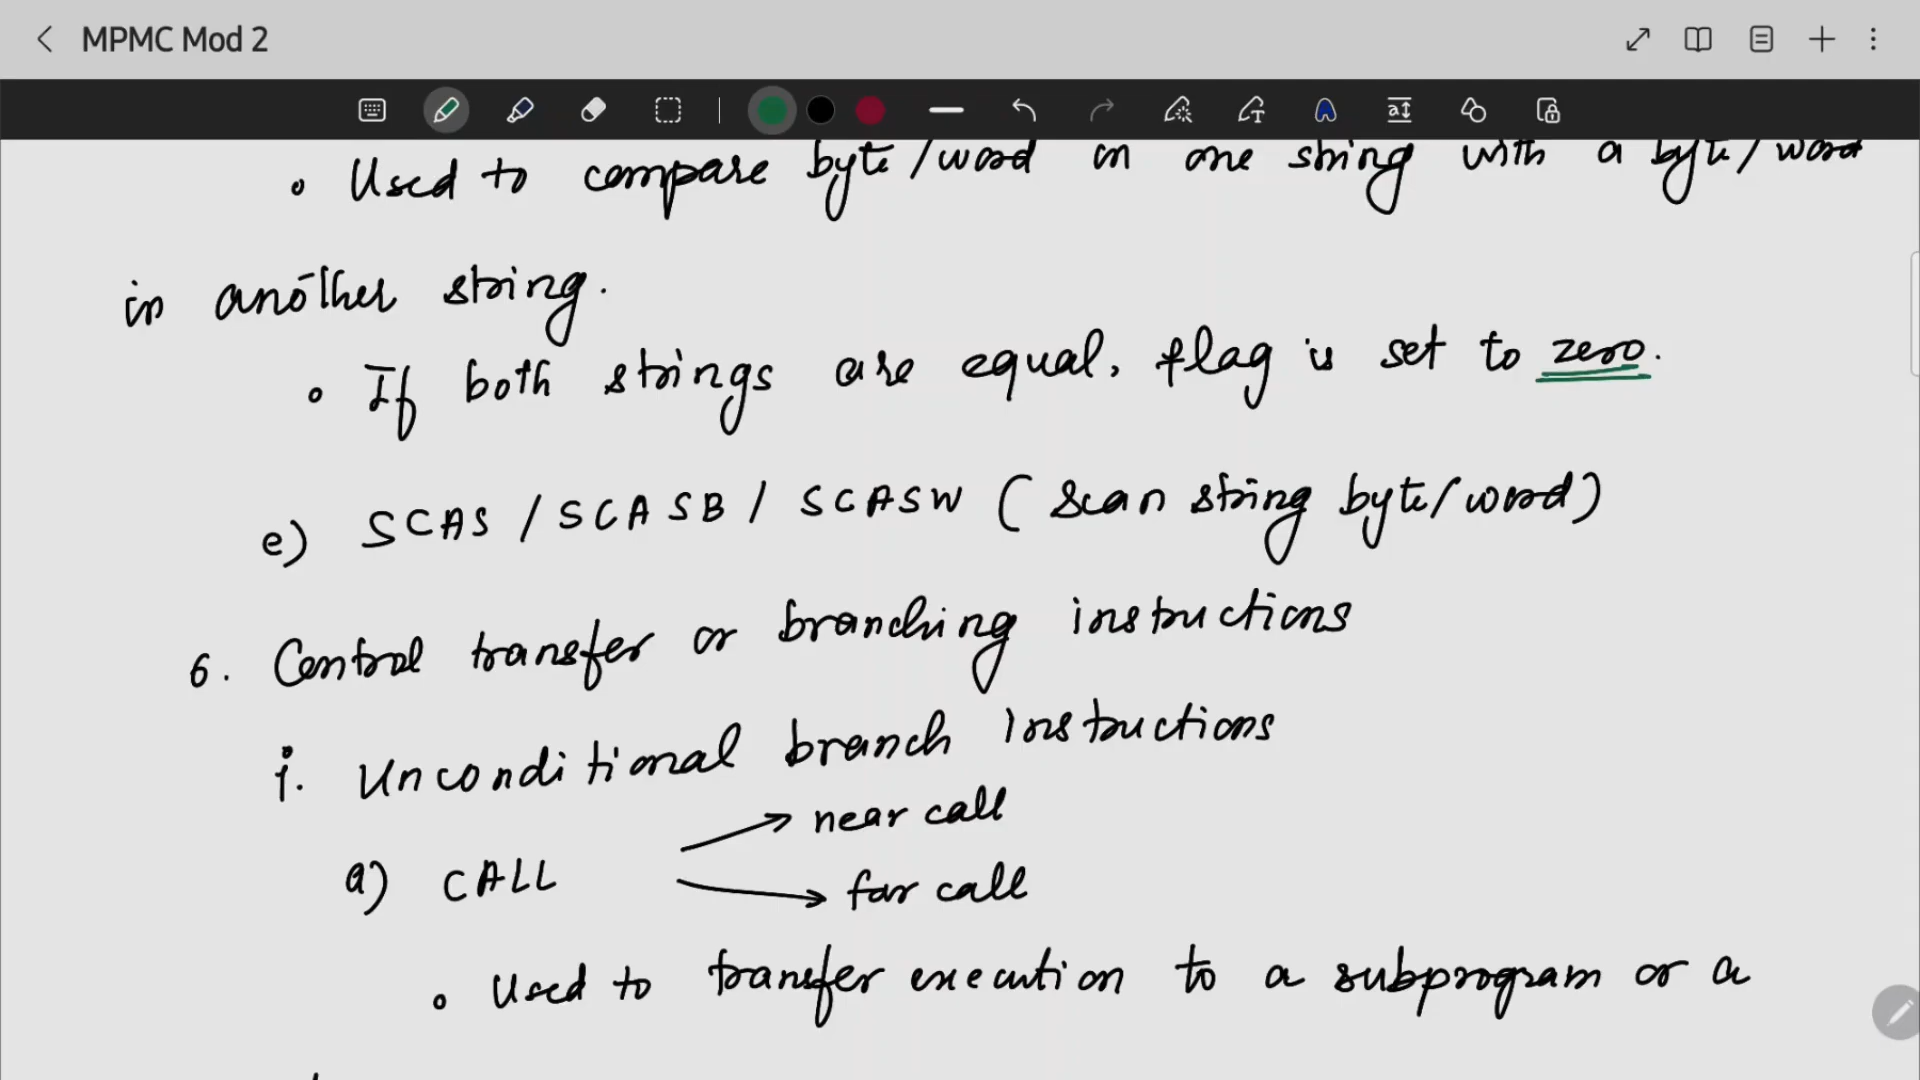 MPMC Mod 2
• Used to compare byte/word in one string with a byte/word
in another string.
• If both strings are equal, flag is set to zero.
e) SCAS / SCASB / SCASW (Scan string byte/word)
6. Control transfer or branching instructions
i. Unconditional branch instructions
→ near call
a) CALL
→ far call
• Used to transfer execution to a subprogram or a